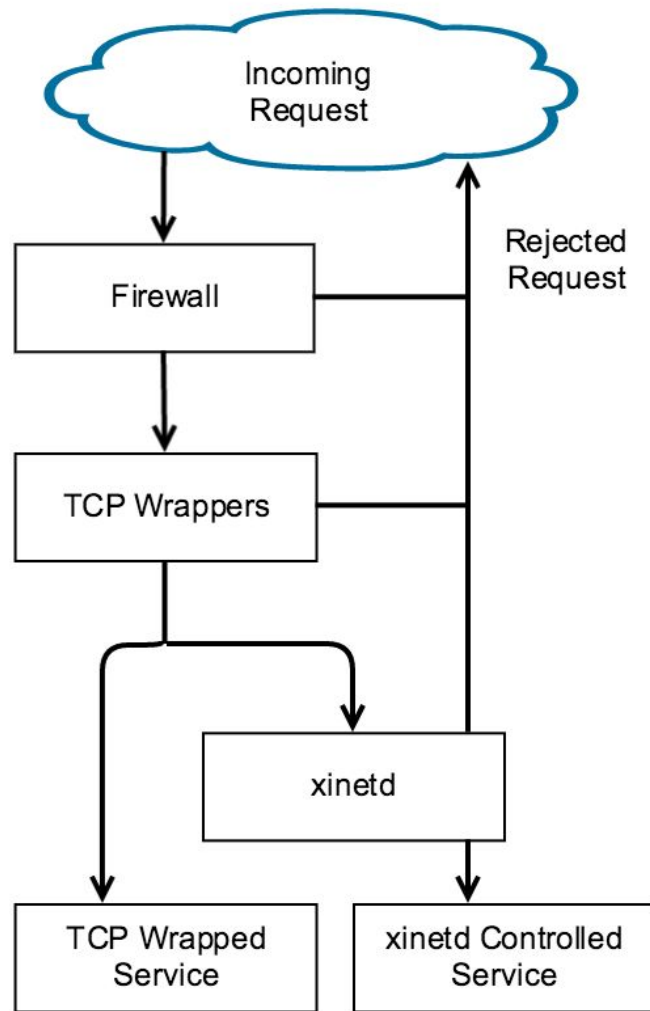 Incoming
Request
Rejected
Request
Firewall
TCP Wrappers
xinetd
TCP Wrapped
Service
xinetd Controlled
Service